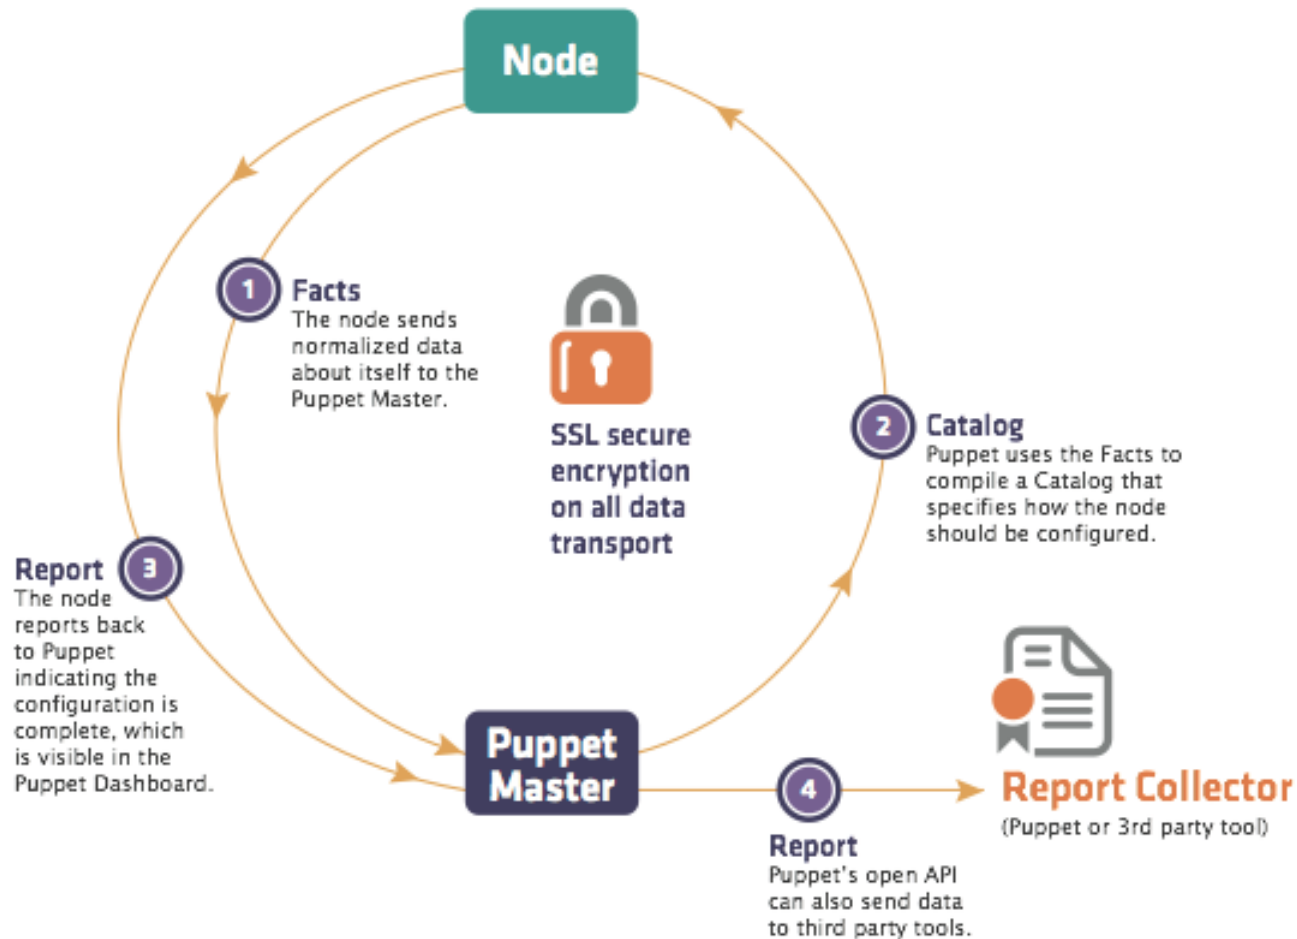 Node
1
Facts
The node sends
normalized data
about itself to the
Puppet Master.
SSL secure
encryption
on all data
transport
2
Catalog
Puppet uses the Facts to
compile a Catalog that
specifies how the node
should be configured.
Report
3
The node
reports back
to Puppet
indicating the
configuration is
complete, which
is visible in the
Puppet Dashboard.
Puppet
Master
4
Report
Puppet's open API
can also send data
to third party tools.
Report Collector
(Puppet or 3rd party tool)